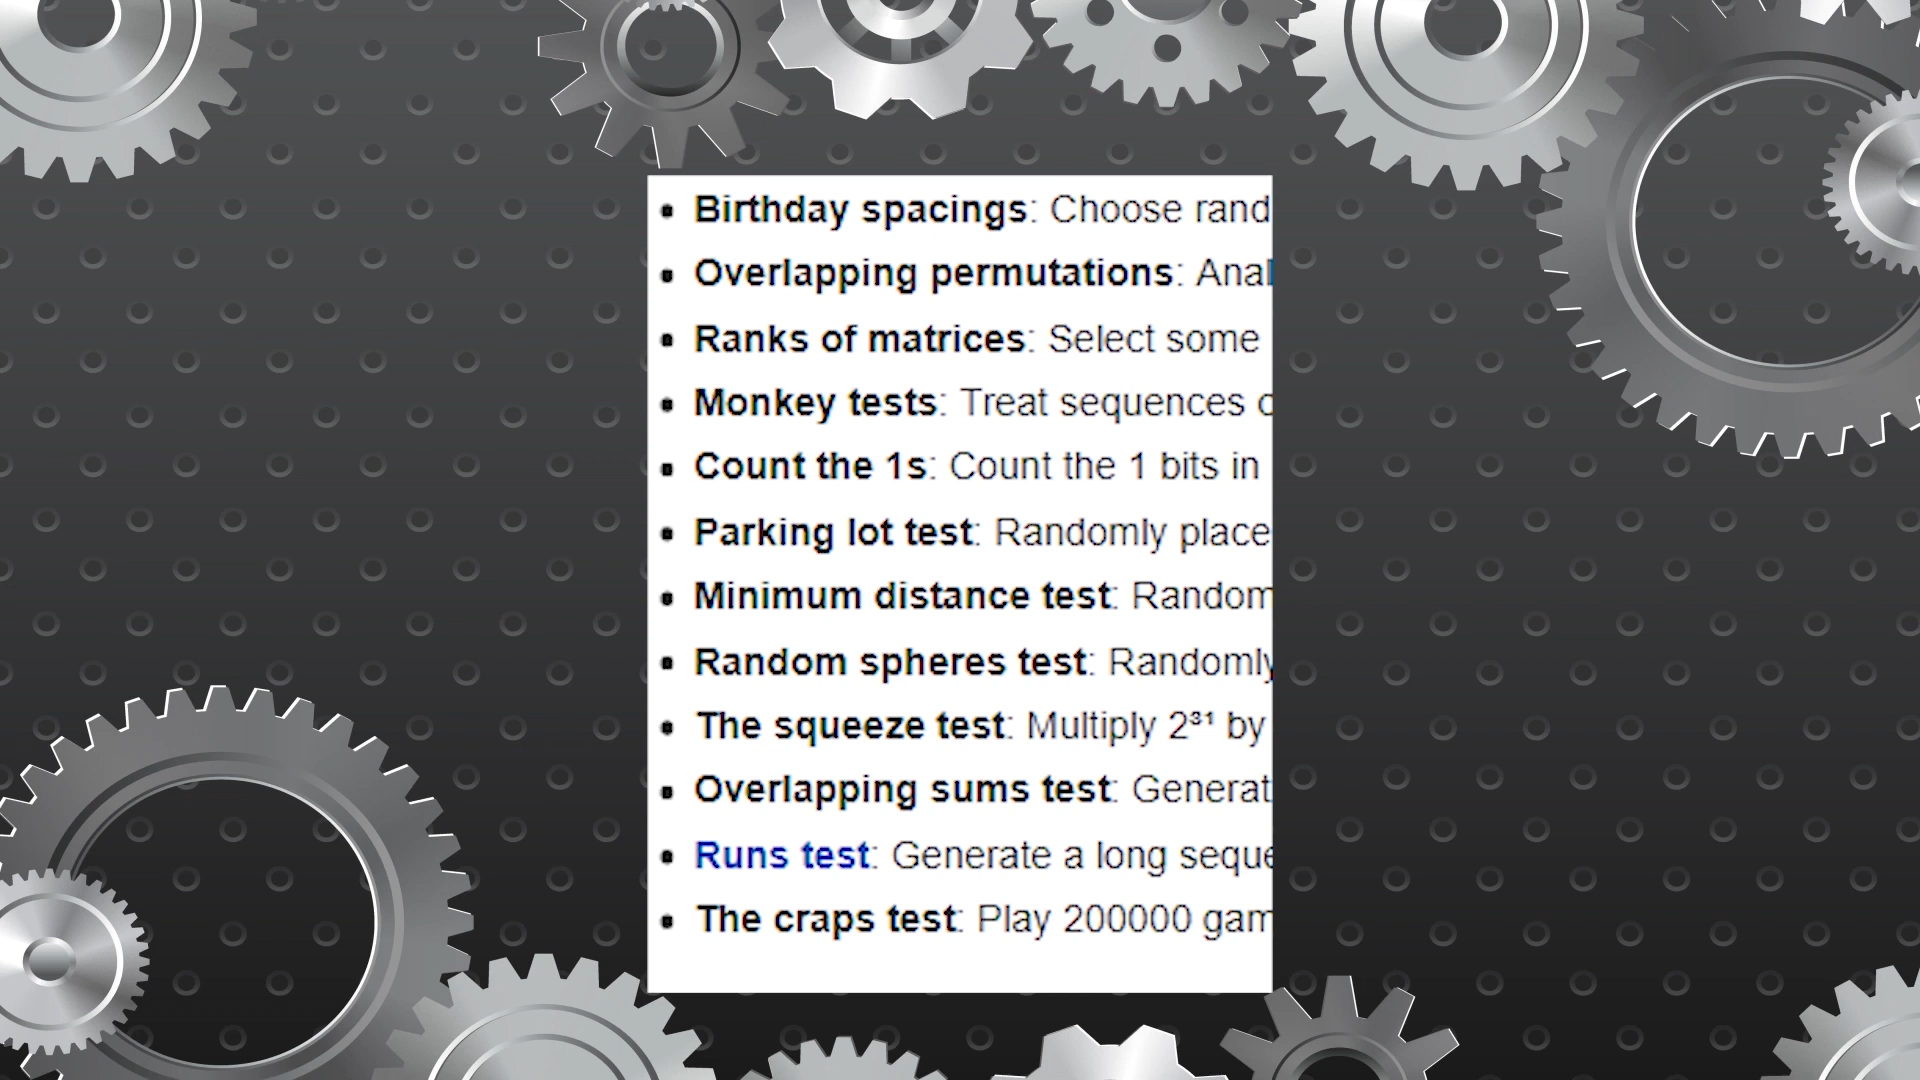 • Birthday spacings: Choose rand
• Overlapping permutations: Anal
• Ranks of matrices: Select some
• Monkey tests: Treat sequences o
• Count the 1s: Count the 1 bits in
• Parking lot test: Randomly place
• Minimum distance test: Random
• Random spheres test: Randomly
• The squeeze test: Multiply 2³¹ by
• Overlapping sums test: Generat
• Runs test: Generate a long seque
• The craps test: Play 200000 gam